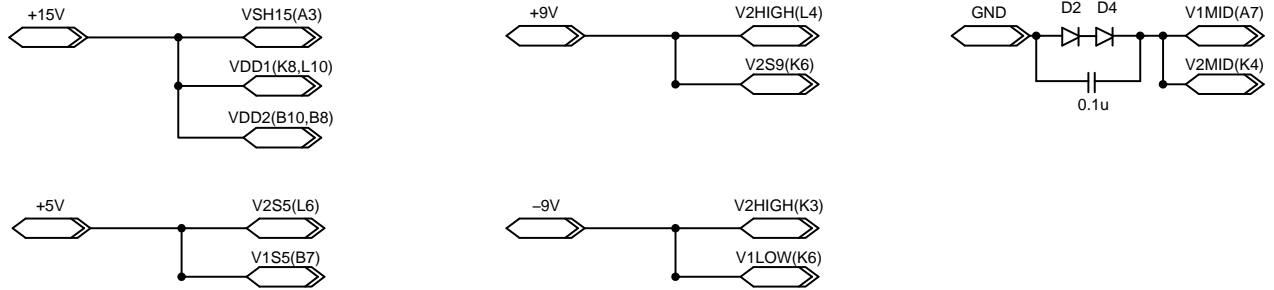 +15V
VSH15(A3)
VDD1(K8,L10)
VDD2(B10,B8)
+9V
V2HIGH(L4)
V2S9(K6)
GND
D2
D4
0.1u
V1MID(A7)
V2MID(K4)
+5V
V2S5(L6)
V1S5(B7)
–9V
V2HIGH(K3)
V1LOW(K6)